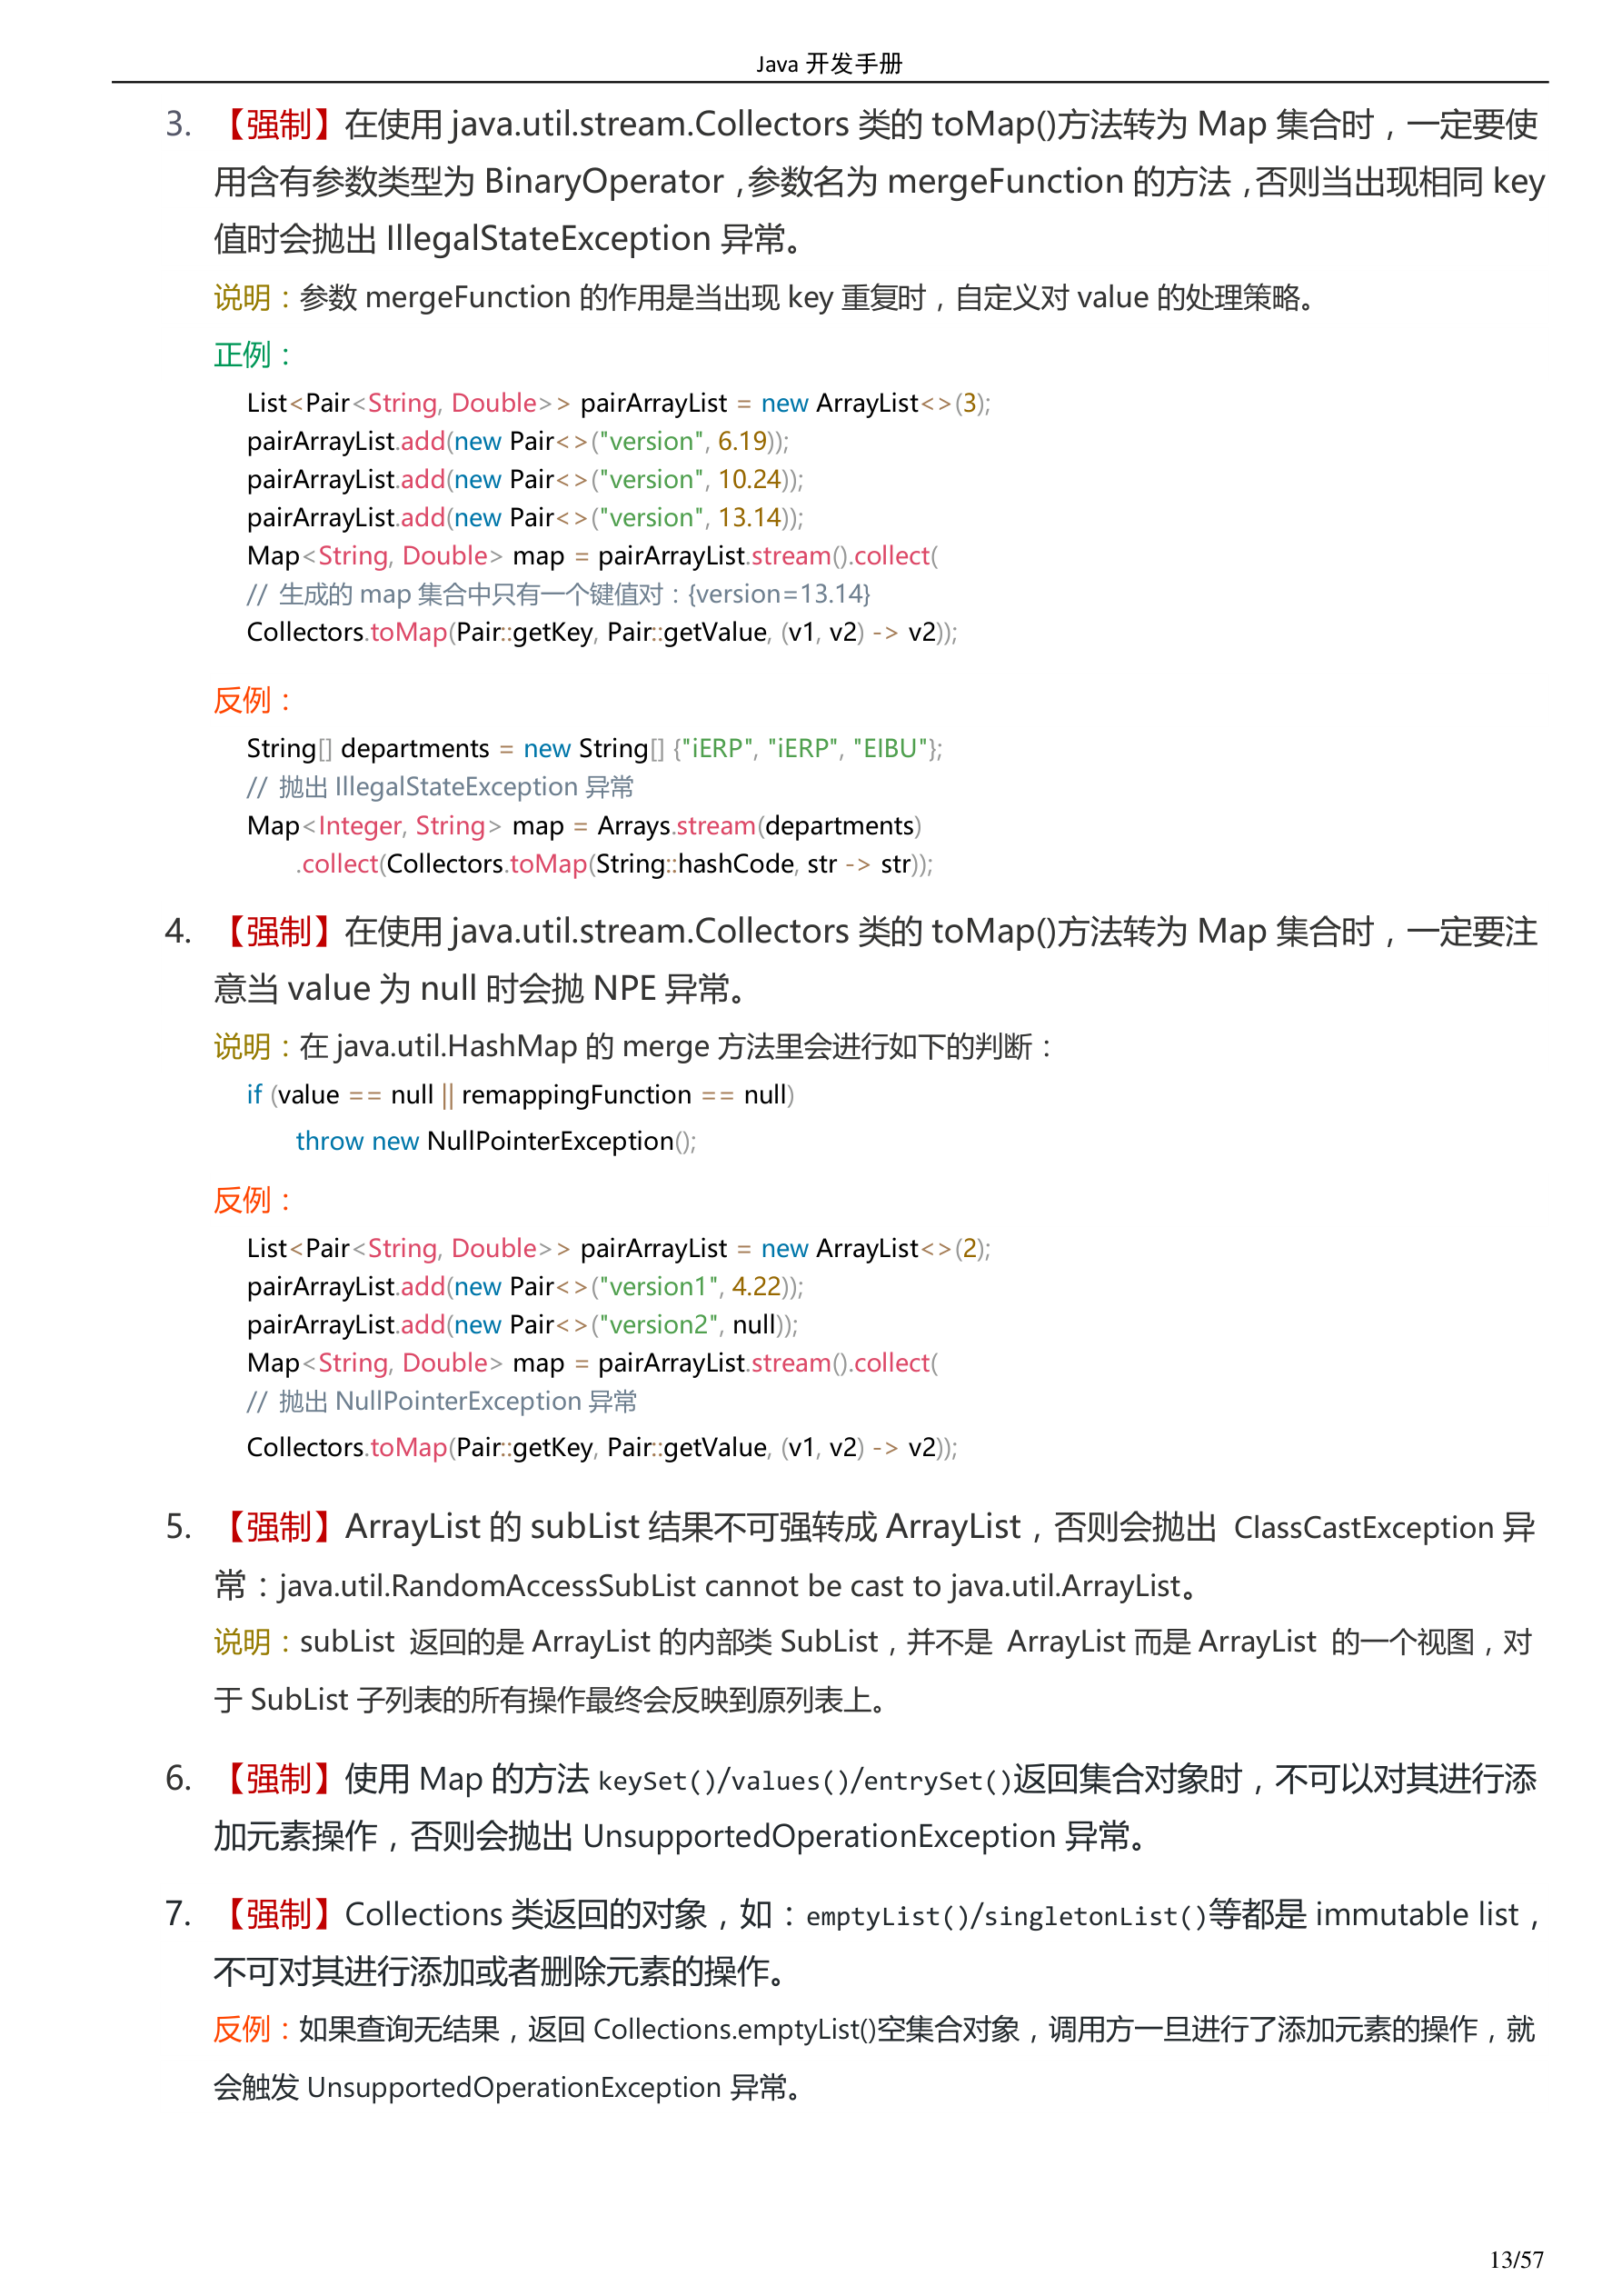 Java 开发手册
3. 【强制】在使用 java.util.stream.Collectors 类的 toMap()方法转为 Map 集合时，一定要使
用含有参数类型为 BinaryOperator，参数名为 mergeFunction 的方法，否则当出现相同 key
值时会抛出 IllegalStateException 异常。
说明：参数 mergeFunction 的作用是当出现 key 重复时，自定义对 value 的处理策略。
正例：
List<Pair<String, Double>> pairArrayList = new ArrayList<>(3);
pairArrayList.add(new Pair<>("version", 6.19));
pairArrayList.add(new Pair<>("version", 10.24));
pairArrayList.add(new Pair<>("version", 13.14));
Map<String, Double> map = pairArrayList.stream().collect(
// 生成的 map 集合中只有一个键值对：{version=13.14}
Collectors.toMap(Pair::getKey, Pair::getValue, (v1, v2) -> v2));
反例：
String[] departments = new String[] {"iERP", "iERP", "EIBU"};
// 抛出 IllegalStateException 异常
Map<Integer, String> map = Arrays.stream(departments)
.collect(Collectors.toMap(String::hashCode, str -> str));
4. 【强制】在使用 java.util.stream.Collectors 类的 toMap()方法转为 Map 集合时，一定要注
意当 value 为 null 时会抛 NPE 异常。
说明：在 java.util.HashMap 的 merge 方法里会进行如下的判断：
if (value == null || remappingFunction == null)
throw new NullPointerException();
反例：
List<Pair<String, Double>> pairArrayList = new ArrayList<>(2);
pairArrayList.add(new Pair<>("version1", 4.22));
pairArrayList.add(new Pair<>("version2", null));
Map<String, Double> map = pairArrayList.stream().collect(
// 抛出 NullPointerException 异常
Collectors.toMap(Pair::getKey, Pair::getValue, (v1, v2) -> v2));
5. 【强制】ArrayList 的 subList 结果不可强转成 ArrayList，否则会抛出 ClassCastException 异
常：java.util.RandomAccessSubList cannot be cast to java.util.ArrayList。
说明：subList 返回的是 ArrayList 的内部类 SubList，并不是 ArrayList 而是 ArrayList 的一个视图，对
于 SubList 子列表的所有操作最终会反映到原列表上。
6. 【强制】使用 Map 的方法 keySet()/values()/entrySet()返回集合对象时，不可以对其进行添
加元素操作，否则会抛出 UnsupportedOperationException 异常。
7. 【强制】Collections 类返回的对象，如：emptyList()/singletonList()等都是 immutable list，
不可对其进行添加或者删除元素的操作。
反例：如果查询无结果，返回 Collections.emptyList()空集合对象，调用方一旦进行了添加元素的操作，就
会触发 UnsupportedOperationException 异常。
13/57